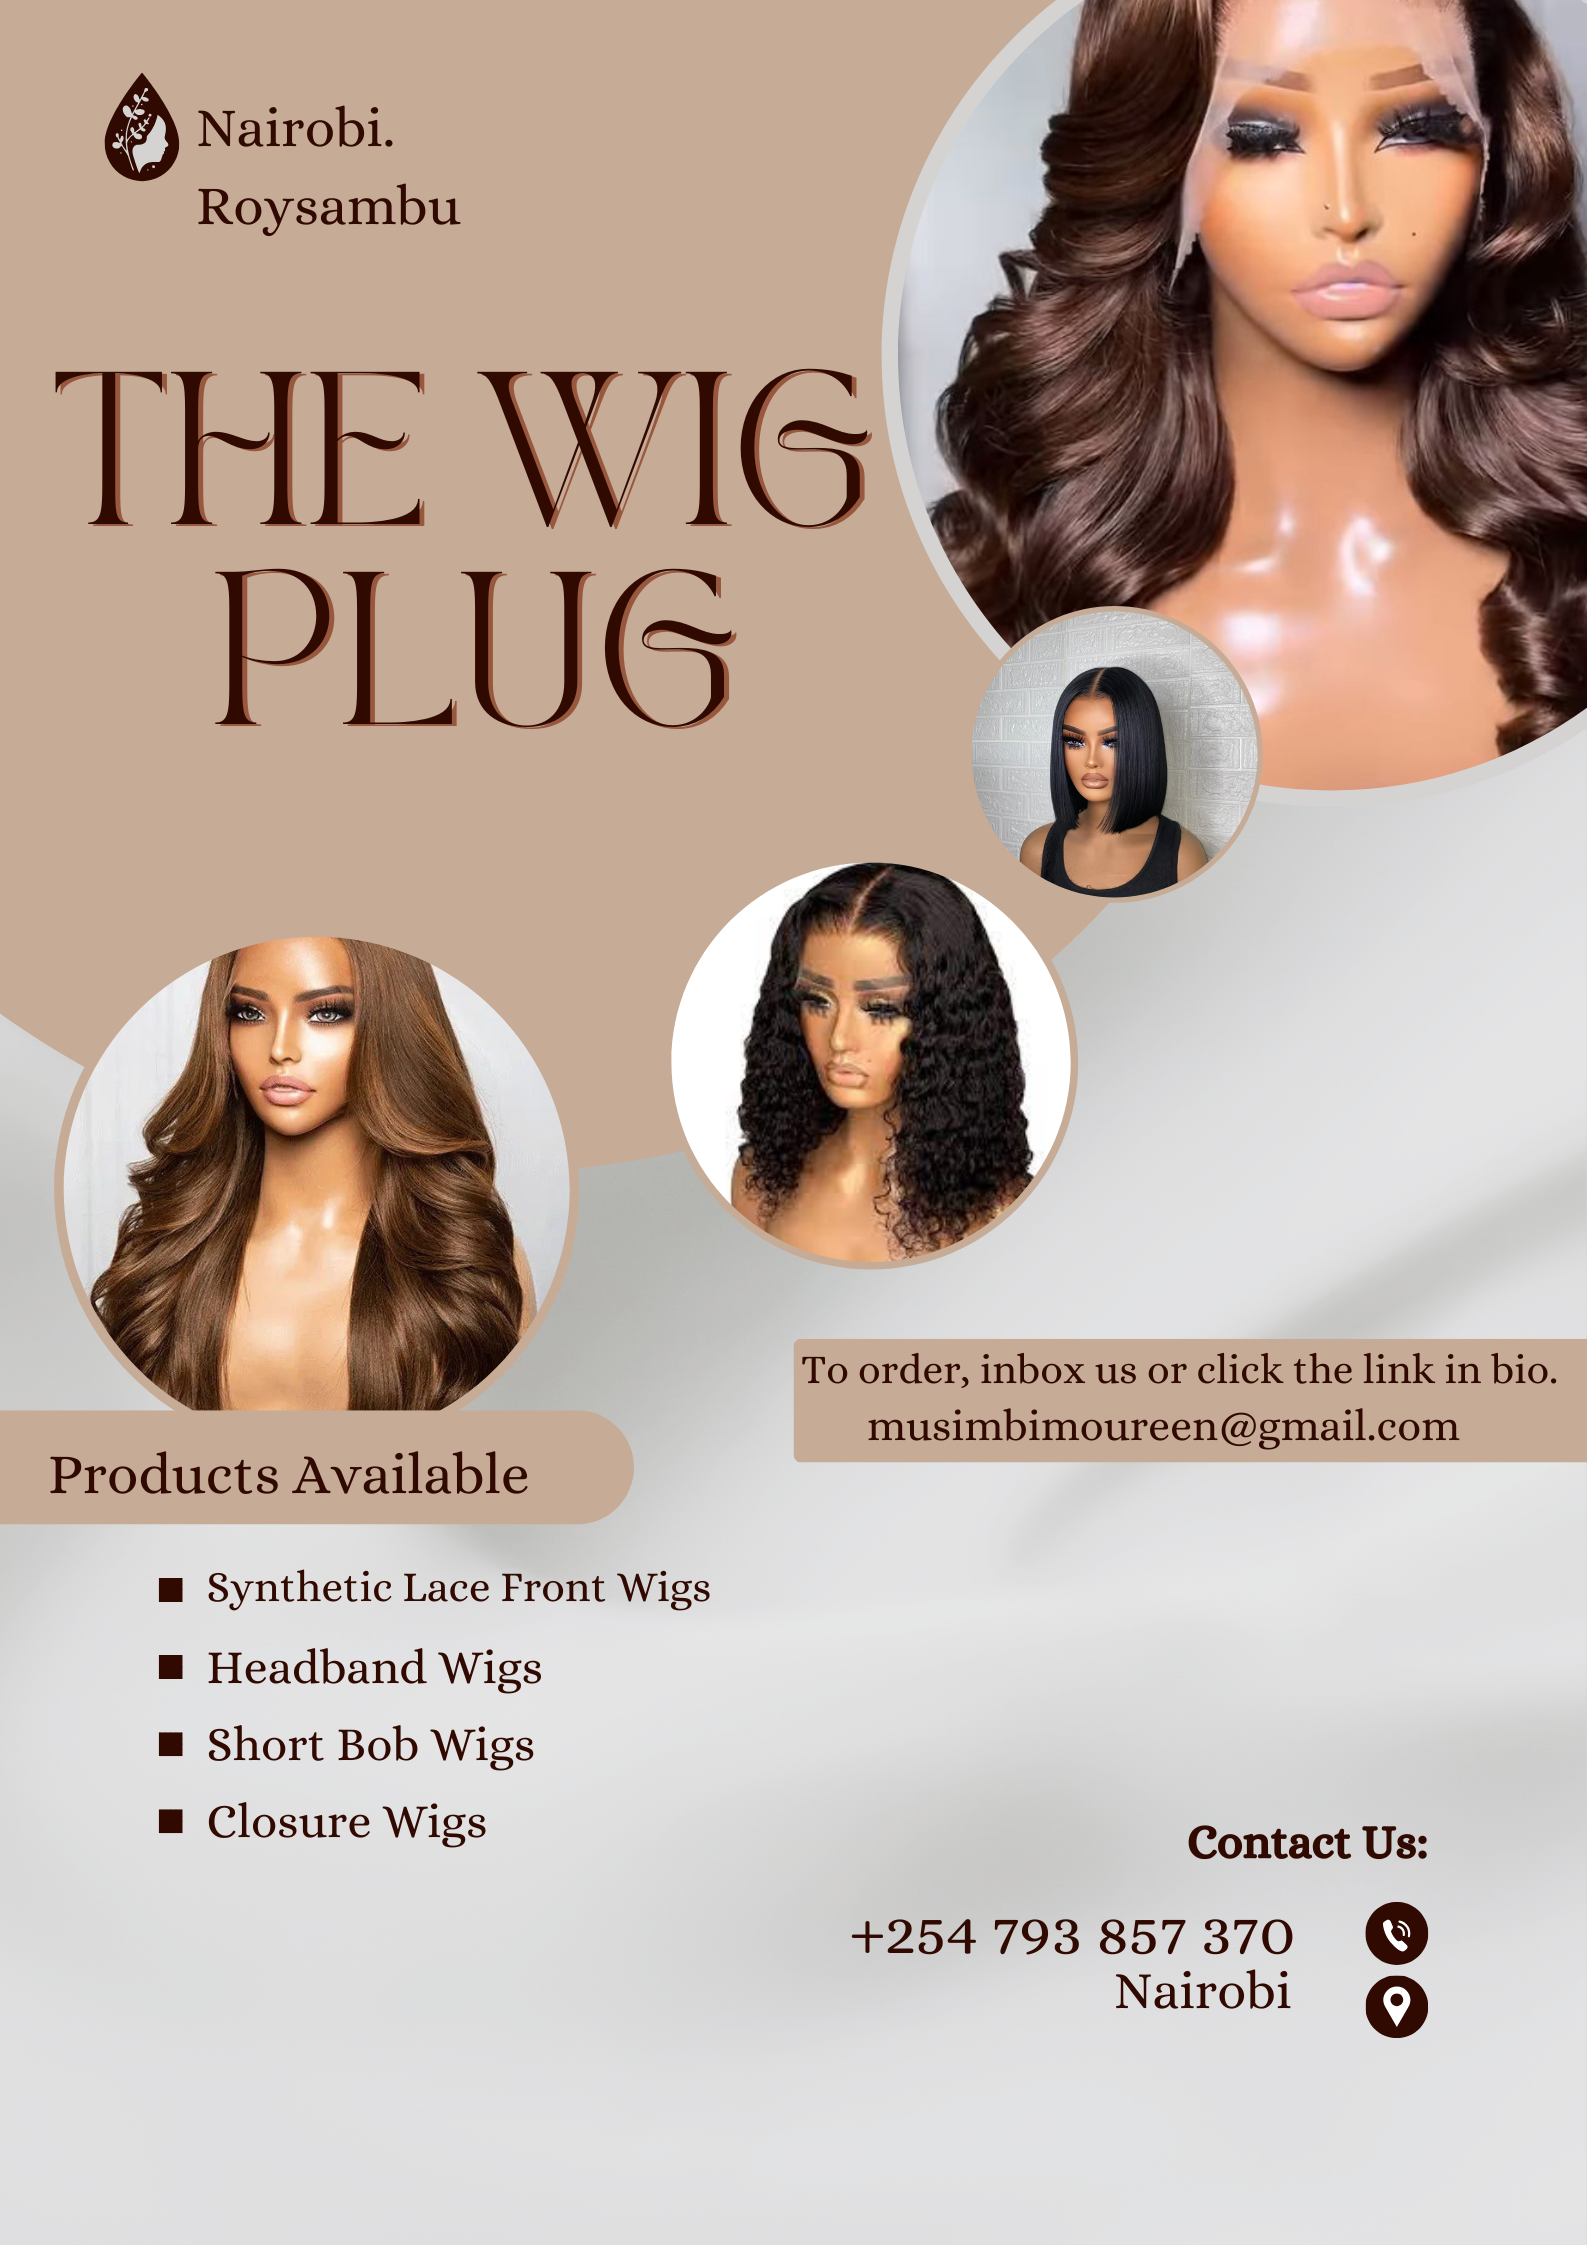 Nairobi.
Roysambu
THE WIG
PLUG
To order, inbox us or click the link in bio.
musimbimoureen@gmail.com
Products Available
Synthetic Lace Front Wigs
Headband Wigs
Short Bob Wigs
Closure Wigs
Contact Us:
+254 793 857 370
Nairobi